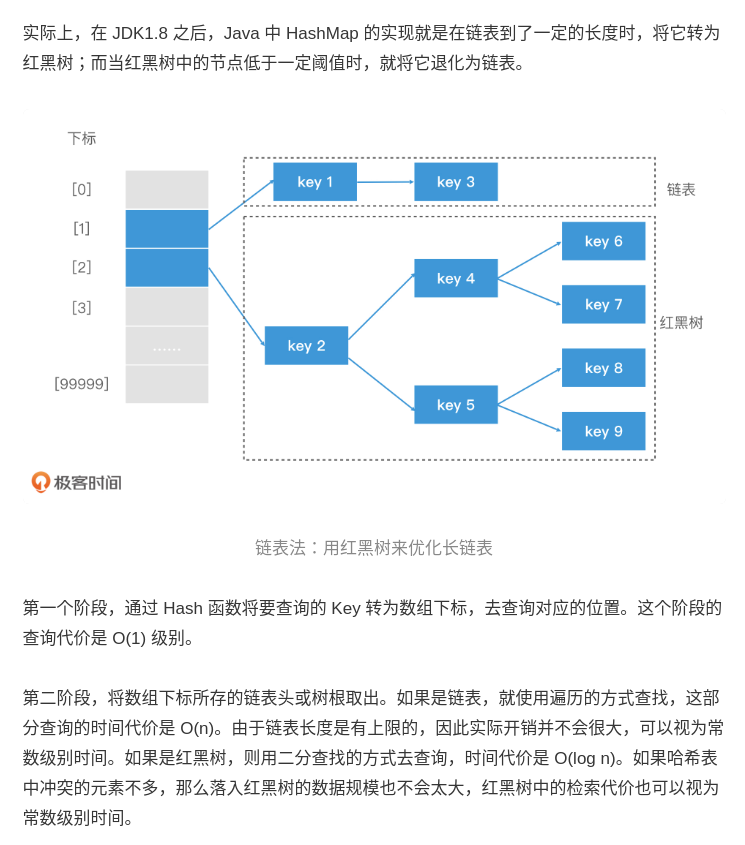 实际上，在 JDK1.8 之后，Java 中 HashMap 的实现就是在链表到了一定的长度时，将它转为
红黑树；而当红黑树中的节点低于一定阈值时，就将它退化为链表。
下标
[0]
key 1
key 3
链表
[1]
key 6
[2]
key 4
[3]
key 7
红黑树
key 2
......
key 8
[99999]
key 5
key 9
极客时间
链表法：用红黑树来优化长链表
第一个阶段，通过 Hash 函数将要查询的 Key 转为数组下标，去查询对应的位置。这个阶段的
查询代价是 O(1) 级别。
第二阶段，将数组下标所存的链表头或树根取出。如果是链表，就使用遍历的方式查找，这部
分查询的时间代价是 O(n)。由于链表长度是有上限的，因此实际开销并不会很大，可以视为常
数级别时间。如果是红黑树，则用二分查找的方式去查询，时间代价是 O(log n)。如果哈希表
中冲突的元素不多，那么落入红黑树的数据规模也不会太大，红黑树中的检索代价也可以视为
常数级别时间。